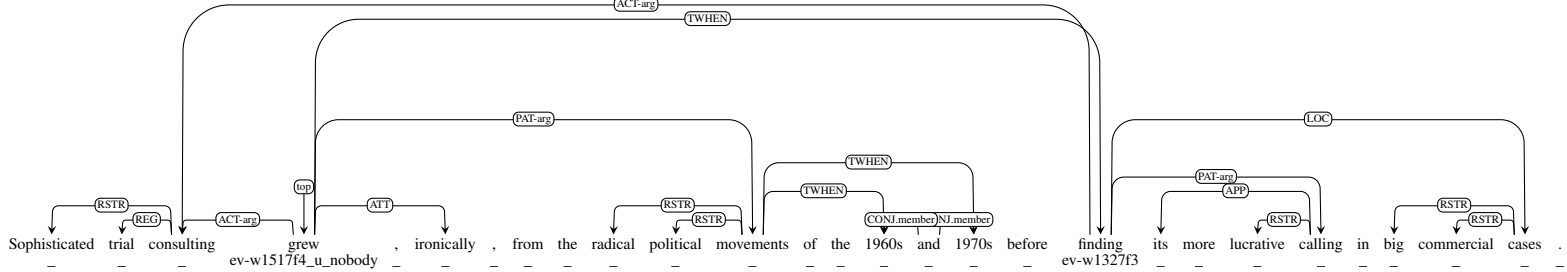 ACT-arg
TWHEN
PAT-arg LOC
TWHEN
PAT-arg
top TWHEN APP
RSTR ATT RSTR RSTR
REG ACT-arg RSTR CONJ.member NJ.member RSTR RSTR
Sophisticated trial consulting grew , ironically , from the radical political movements of the 1960s and 1970s before finding its more lucrative calling in big commercial cases .
_ _ _ ev-w1517f4_u_nobody _ _ _ _ _ _ _ _ _ _ _ _ _ _ ev-w1327f3 _ _ _ _ _ _ _ _ _